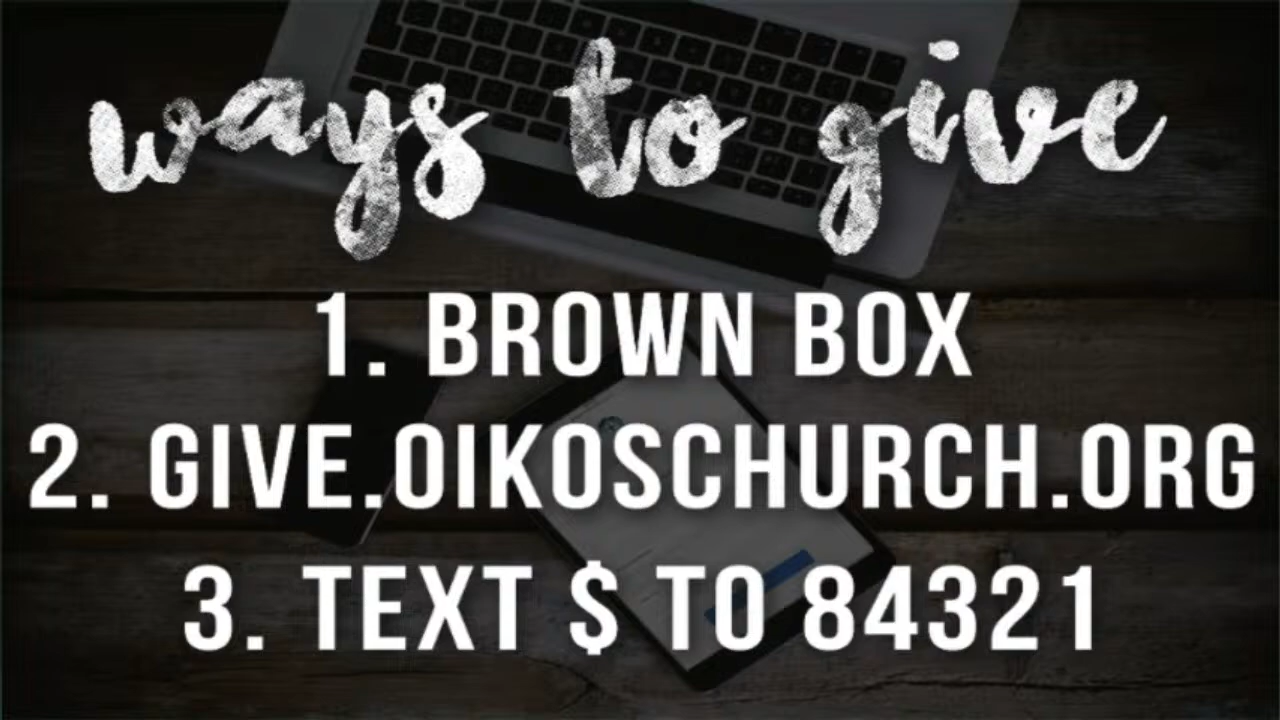 ways to give
1. BROWN BOX
2. GIVE.OIKOSCHURCH.ORG
3. TEXT $ TO 84321